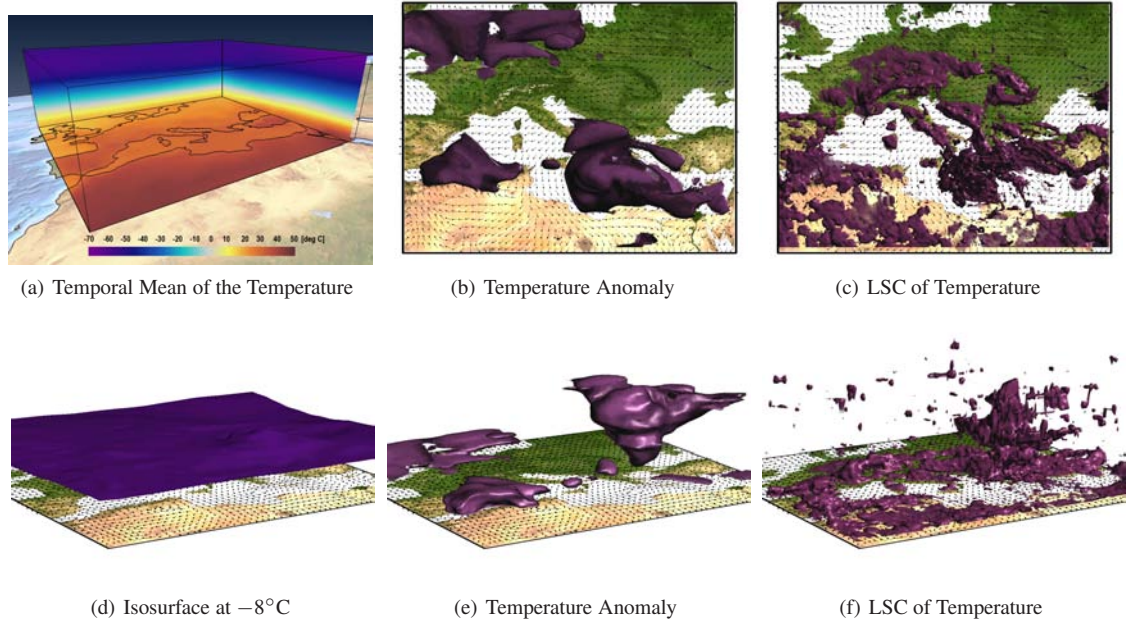 -70 -60 -50 -40 -30 -20 -10 0 10 20 30 40 50 [deg C]
(a) Temporal Mean of the Temperature
(b) Temperature Anomaly
(c) LSC of Temperature
(d) Isosurface at −8°C
(e) Temperature Anomaly
(f) LSC of Temperature